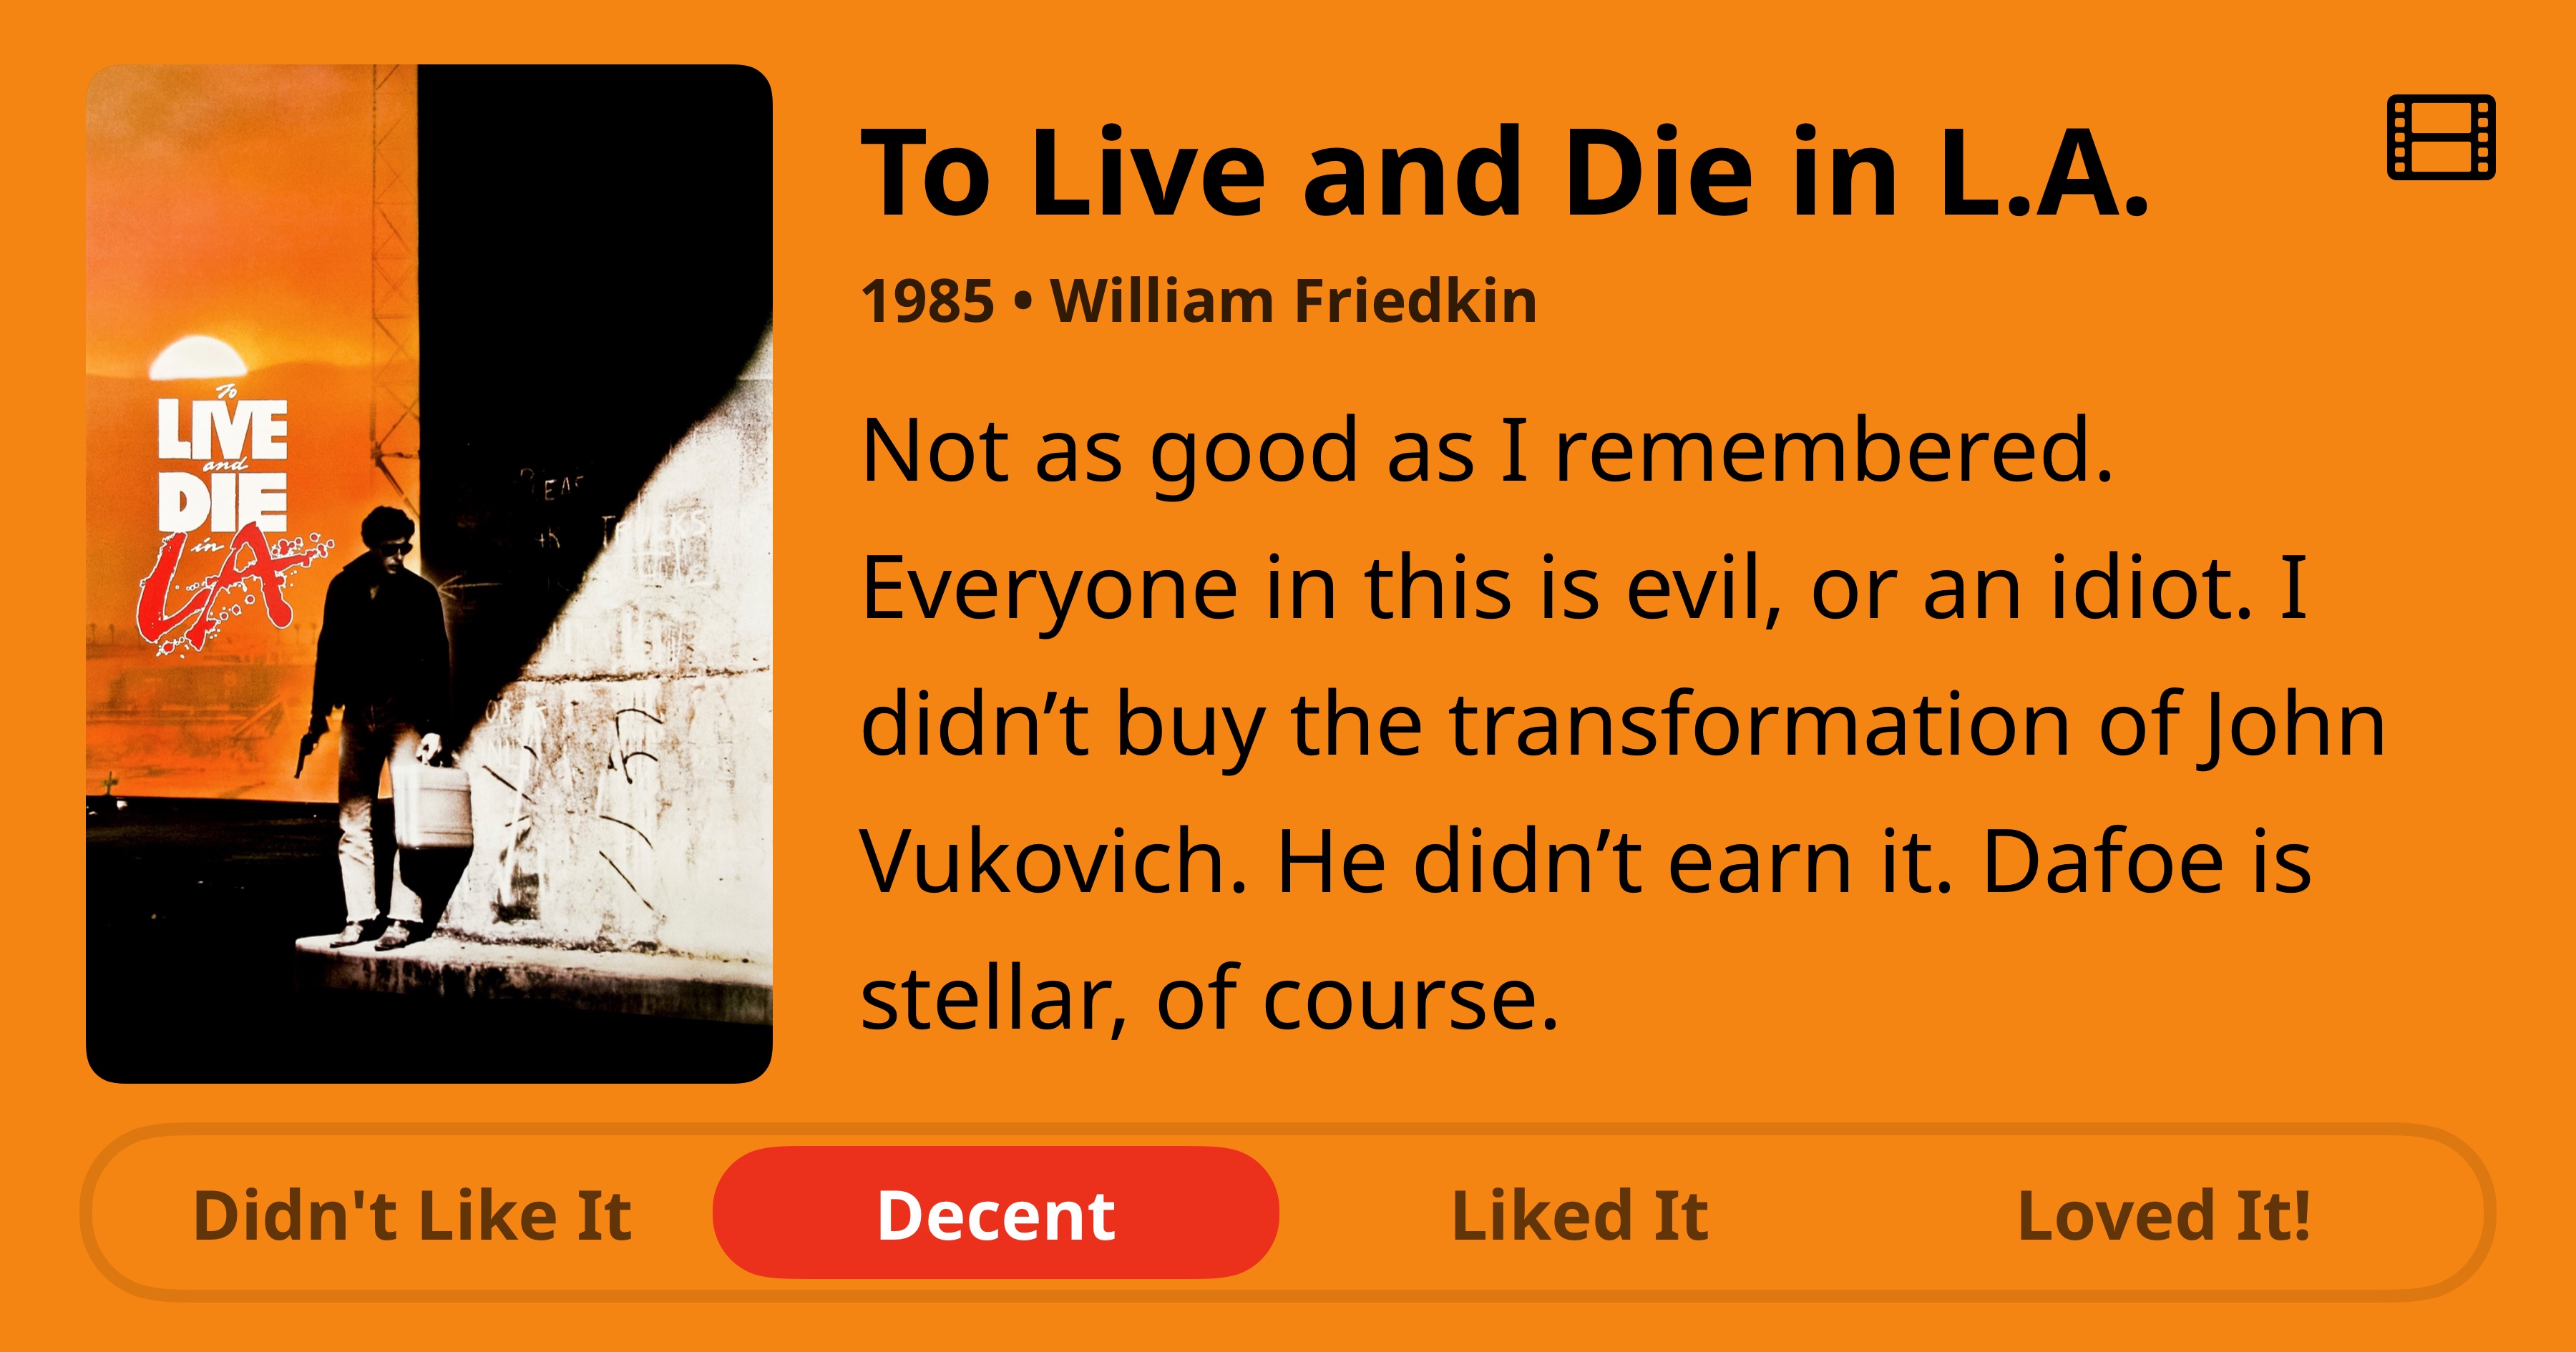 To
LIVE
and
DIE
in
LA
To Live and Die in L.A.
1985 • William Friedkin
Not as good as I remembered.
Everyone in this is evil, or an idiot. I
didn’t buy the transformation of John
Vukovich. He didn’t earn it. Dafoe is
stellar, of course.
Didn't Like It
Decent
Liked It
Loved It!